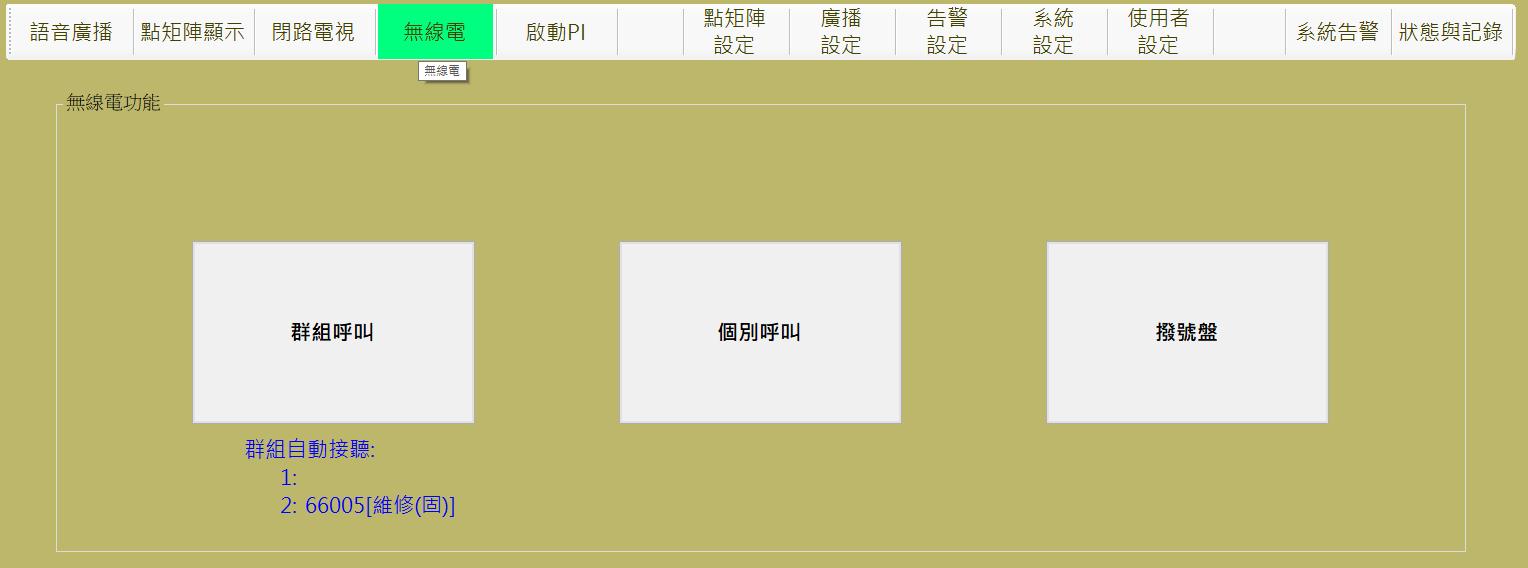 語音廣播
點矩陣顯示
閉路電視
無線電
啟動PI
點矩陣
設定
廣播
設定
告警
設定
系統
設定
使用者
設定
系統告警
狀態與記錄
無線電
無線電功能
群組呼叫
個別呼叫
撥號盤
群組自動接聽:
1:
2: 66005[維修(固)]